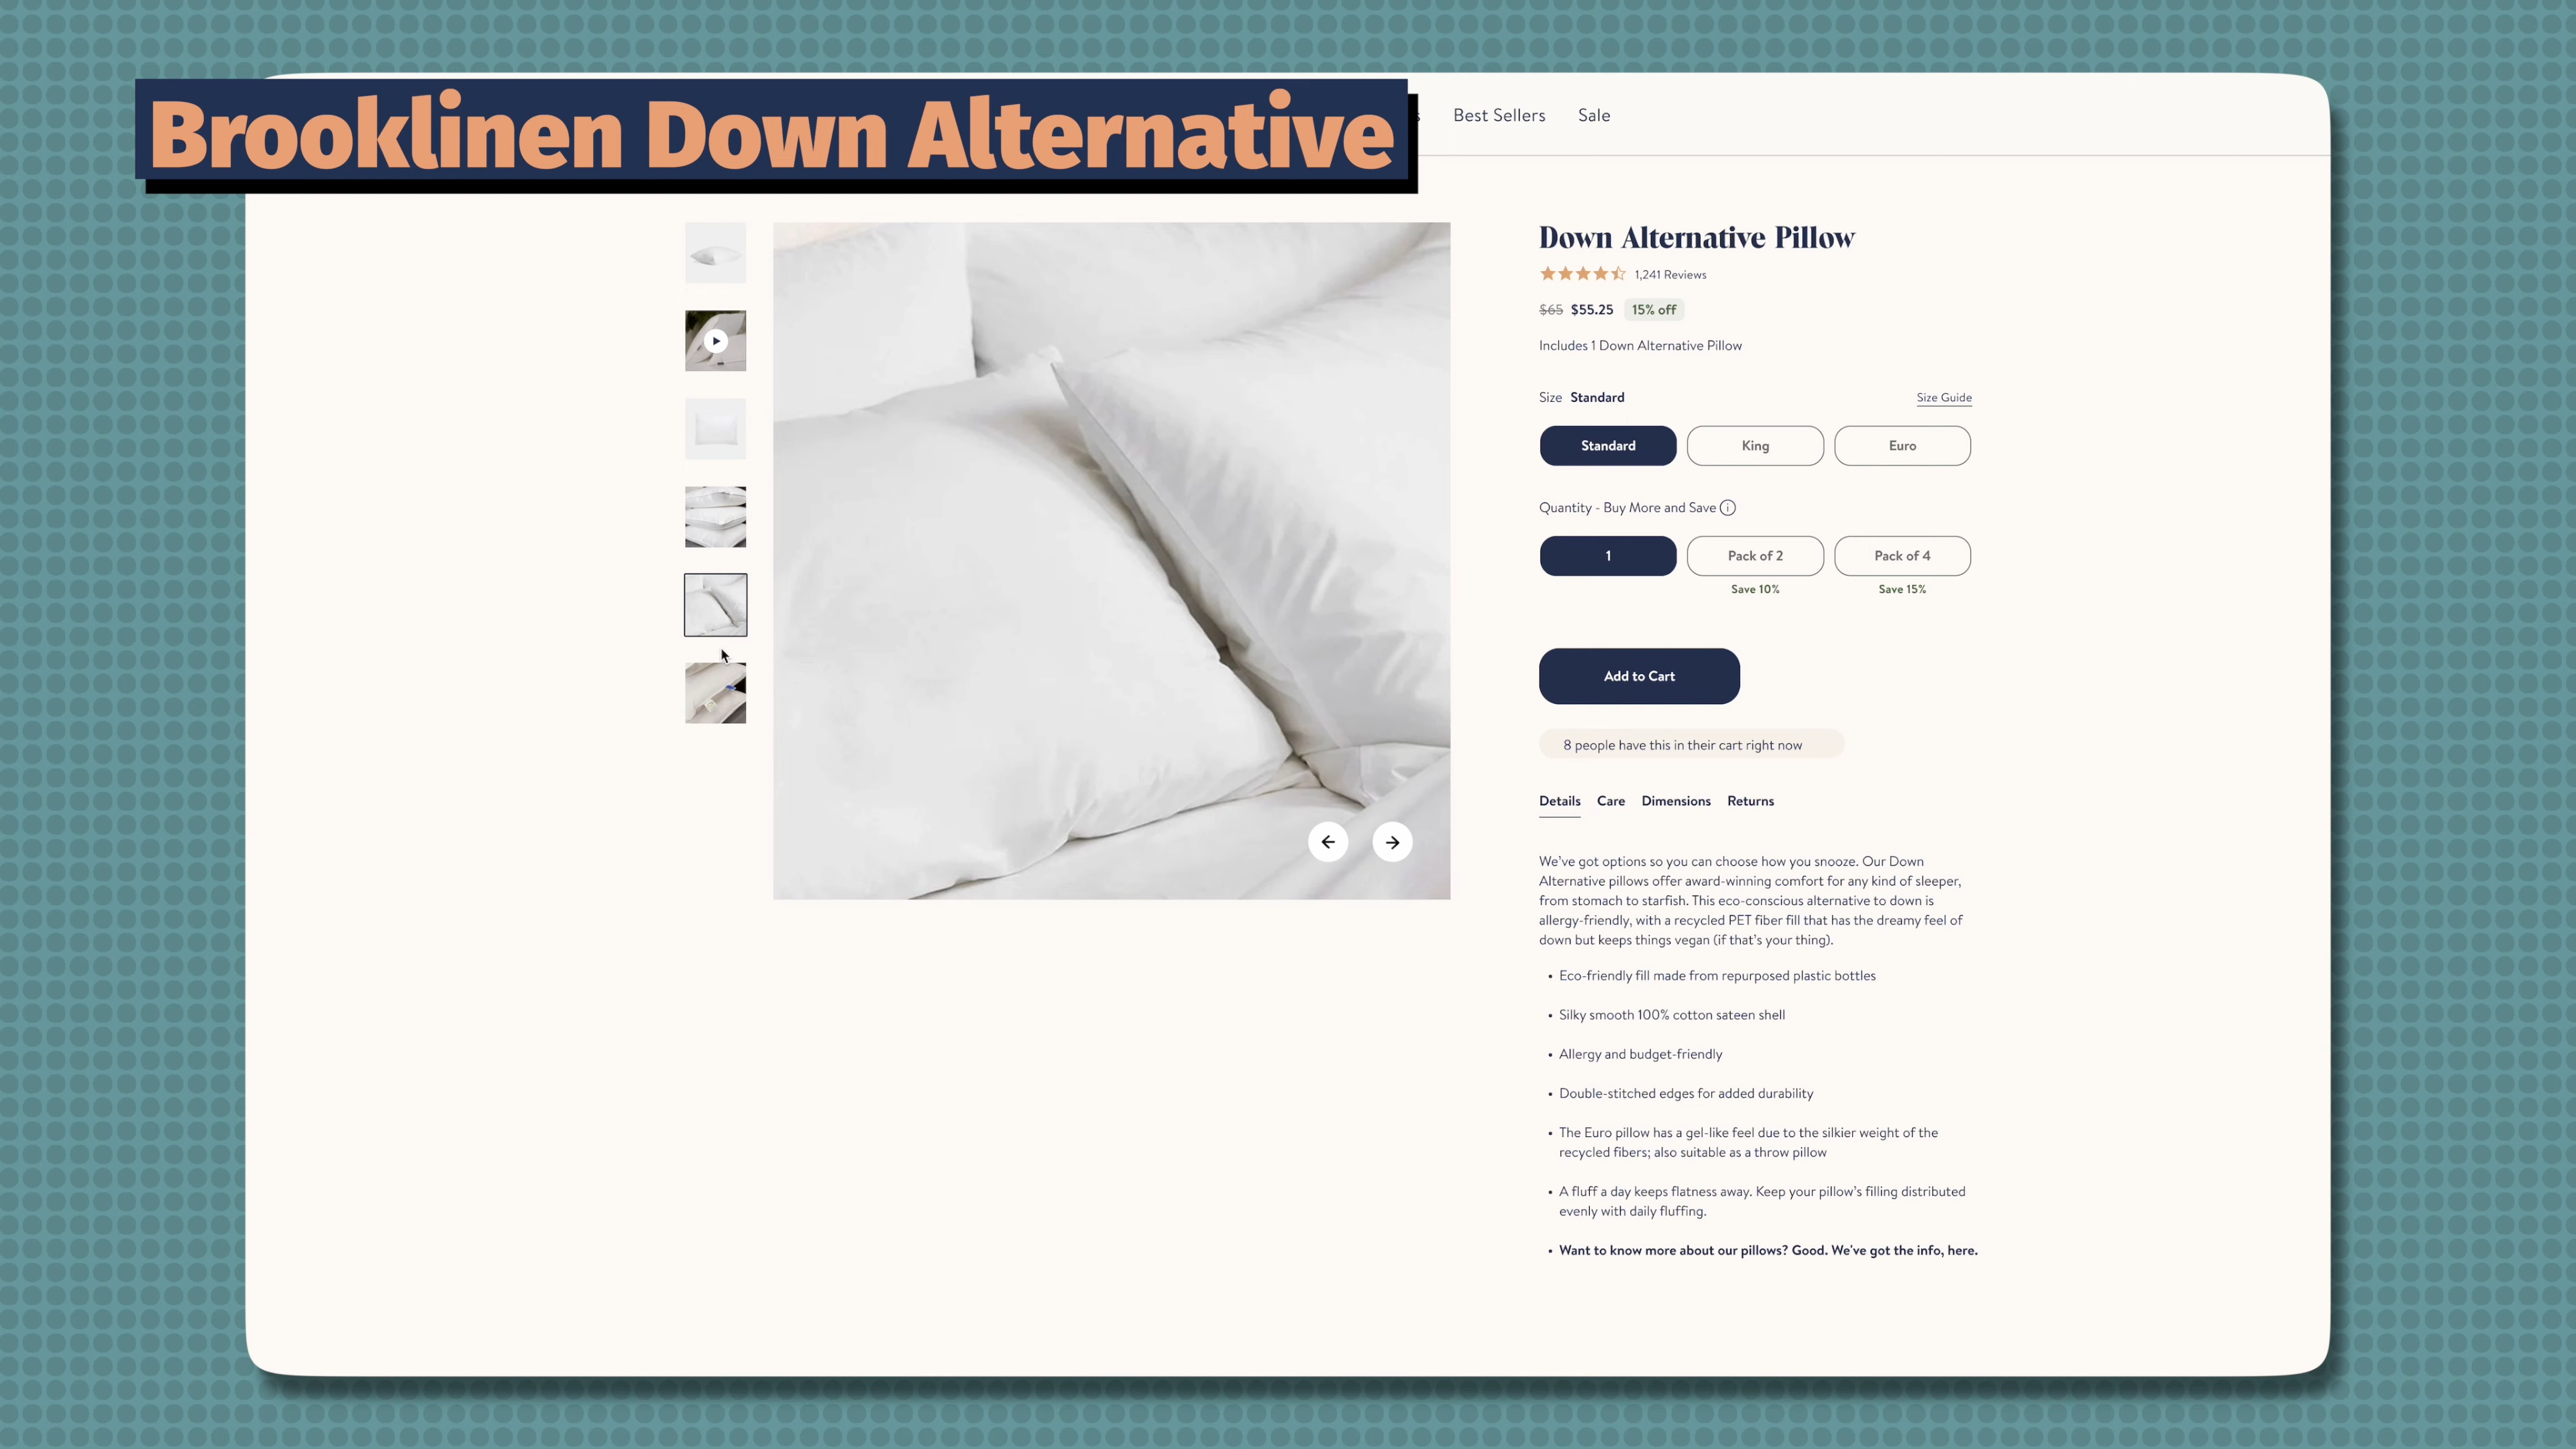 Brooklinen Down Alternative
Best Sellers Sale
Down Alternative Pillow
1,241 Reviews
$65 $55.25 15% off
Includes 1 Down Alternative Pillow
Size Standard Size Guide
Standard King Euro
Quantity - Buy More and Save
1 Pack of 2 Pack of 4
Save 10% Save 15%
Add to Cart
8 people have this in their cart right now
Details Care Dimensions Returns
We've got options so you can choose how you snooze. Our Down
Alternative pillows offer award-winning comfort for any kind of sleeper,
from stomach to starfish. This eco-conscious alternative to down is
allergy-friendly, with a recycled PET fiber fill that has the dreamy feel of
down but keeps things vegan (if that's your thing).
• Eco-friendly fill made from repurposed plastic bottles
• Silky smooth 100% cotton sateen shell
• Allergy and budget-friendly
• Double-stitched edges for added durability
• The Euro pillow has a gel-like feel due to the silkier weight of the
recycled fibers; also suitable as a throw pillow
• A fluff a day keeps flatness away. Keep your pillow's filling distributed
evenly with daily fluffing.
• Want to know more about our pillows? Good. We've got the info, here.